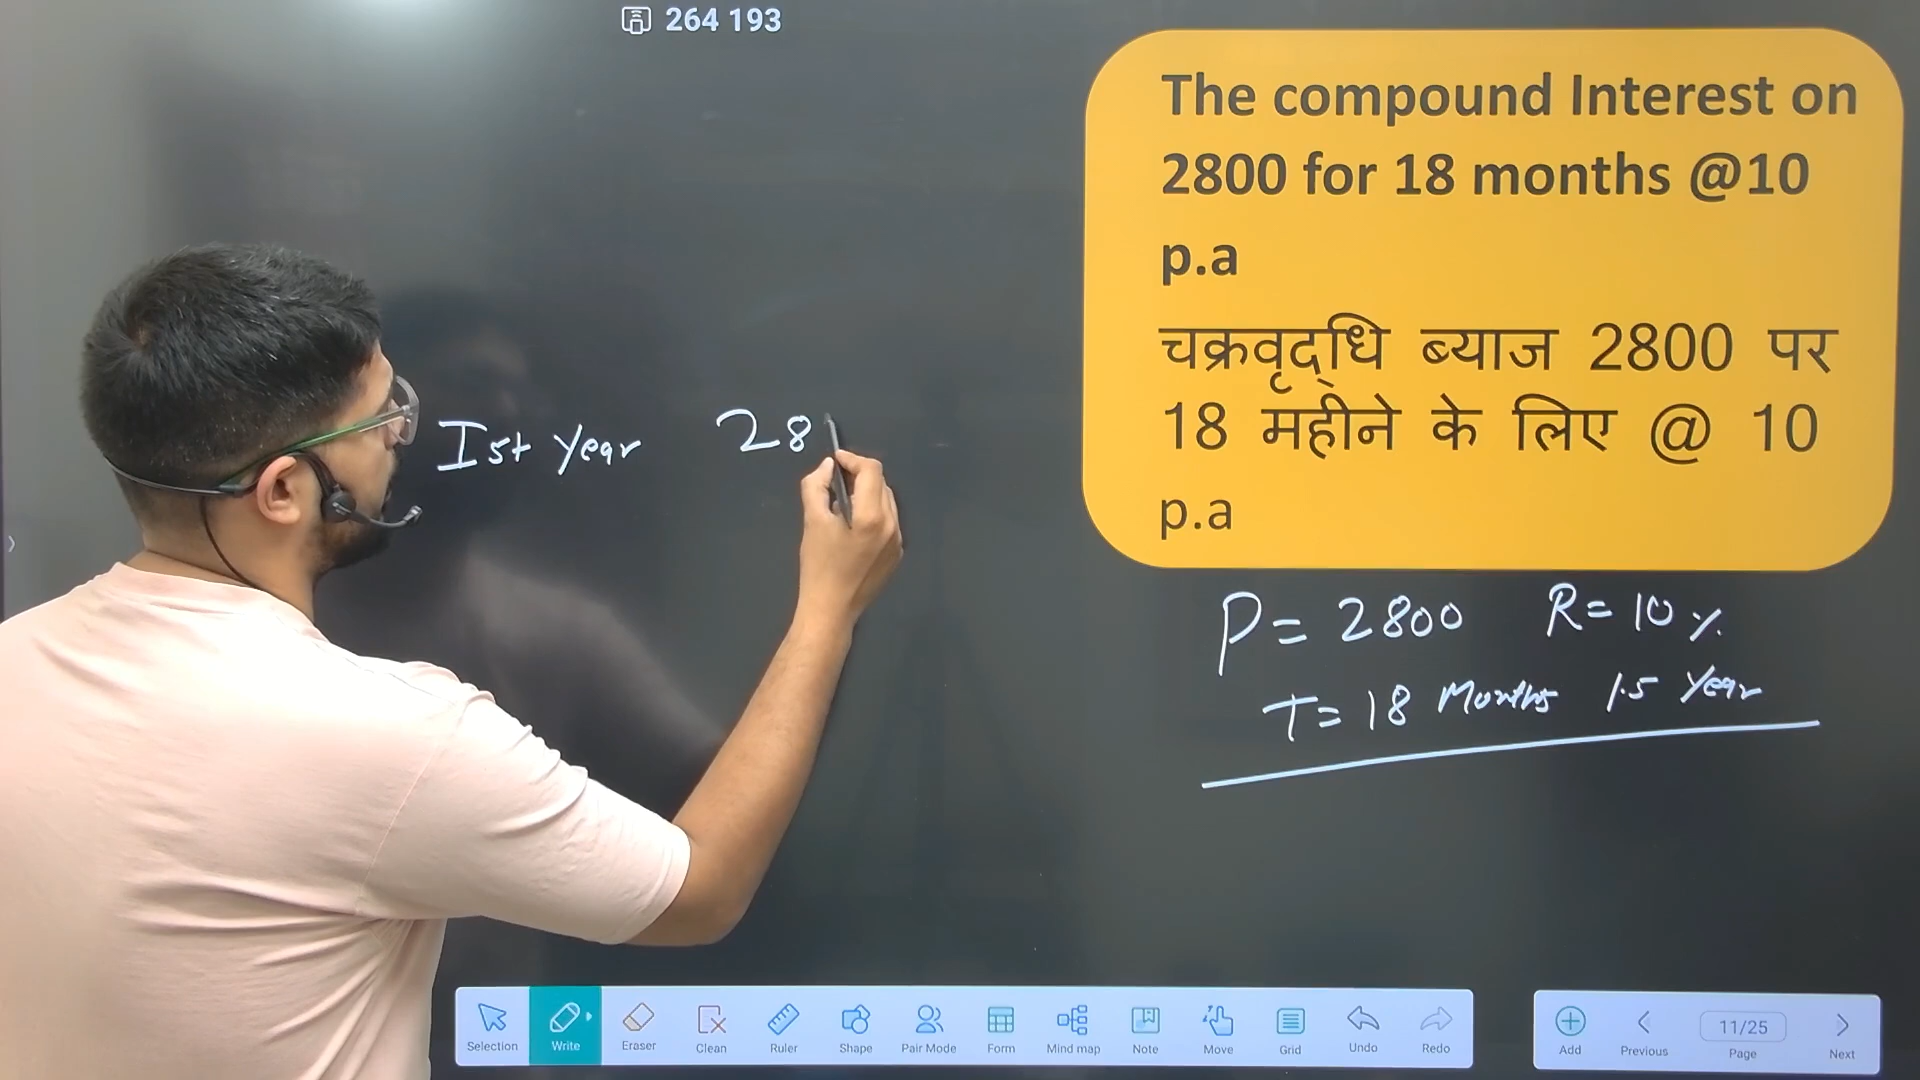 264 193
The compound Interest on
2800 for 18 months @10
p.a
चक्रवृद्धि ब्याज 2800 पर
18 महीने के लिए @ 10
p.a
Ist Year 28
P= 2800 R= 10%
T= 18 Months 1.5 Year
Selection Write Eraser Clean Ruler Shape Pair Mode Form Mind map Note Move Grid Undo Redo
Add Previous 11/25 Page Next